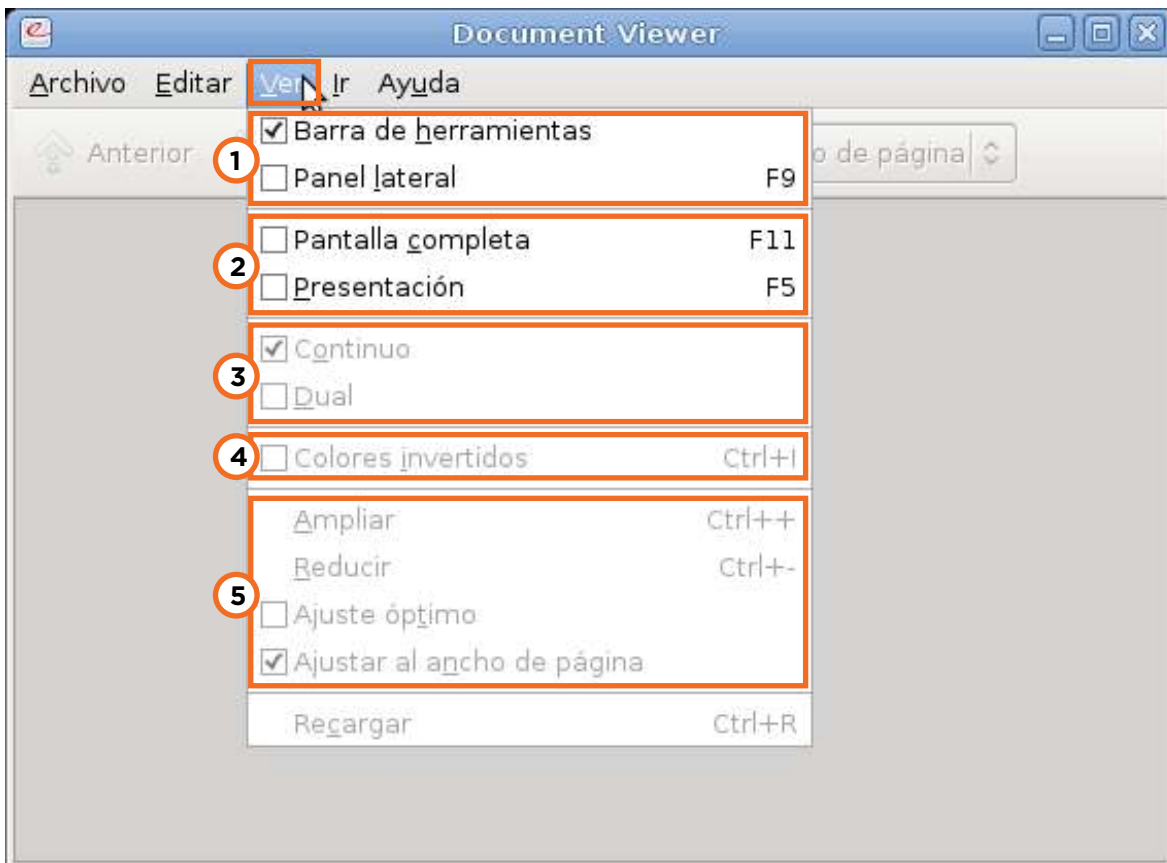 Document Viewer
Archivo Editar Ver Ir Ayuda
Anterior o de página
1
Barra de herramientas
Panel lateral F9
2
Pantalla completa F11
Presentación F5
3
Continuo
Dual
4
Colores invertidos Ctrl+I
5
Ampliar Ctrl++
Reducir Ctrl+-
Ajuste óptimo
Ajustar al ancho de página
Recargar Ctrl+R